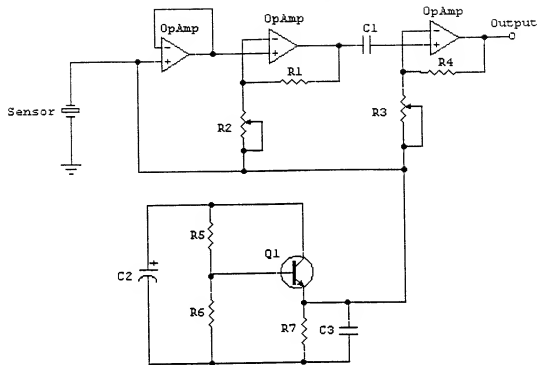 OpAmp
OpAmp
OpAmp
Output
C1
R1
R4
Sensor
R2
R3
R5
Q1
C2
+
R6
R7
C3